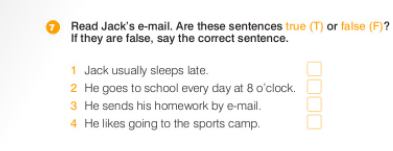 7 Read Jack's e-mail. Are these sentences true (T) or false (F)?
If they are false, say the correct sentence.
1 Jack usually sleeps late.
2 He goes to school every day at 8 o'clock.
3 He sends his homework by e-mail.
4 He likes going to the sports camp.